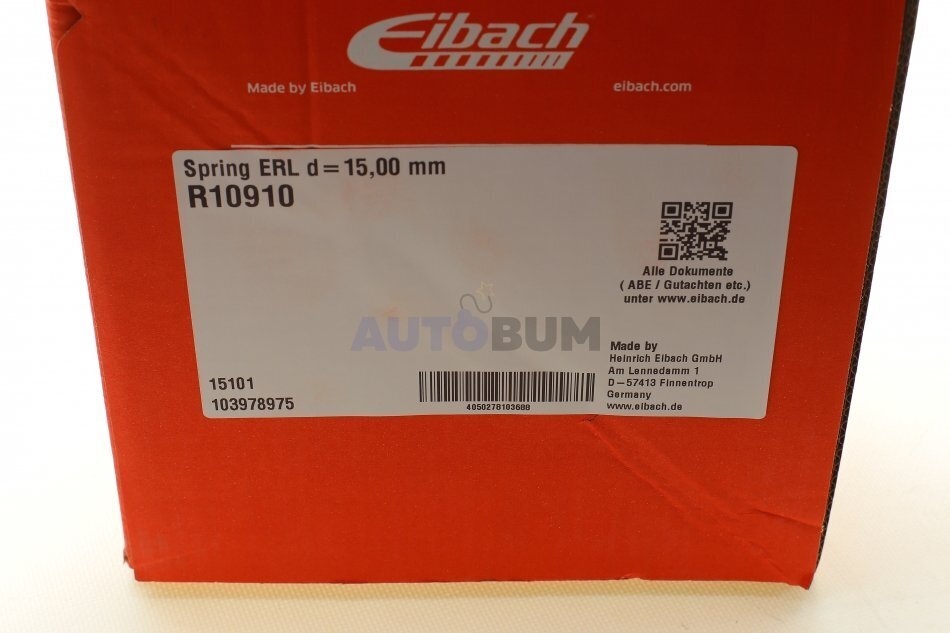 Eibach
Made by Eibach
eibach.com
Spring ERL d=15,00 mm
R10910
Alle Dokumente
( ABE / Gutachten etc.)
unter www.eibach.de
AUTOBUM
Made by
Heinrich Eibach GmbH
Am Lennedamm 1
D-57413 Finnentrop
Germany
www.eibach.de
15101
103978975
4050278103688